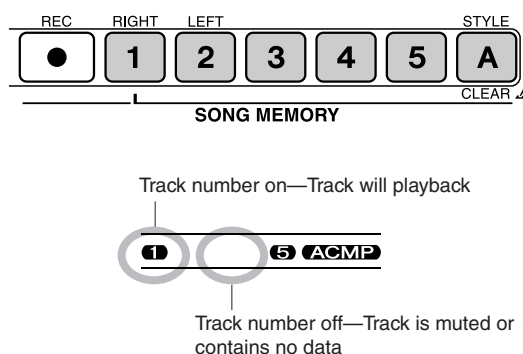 REC RIGHT LEFT STYLE
1 2 3 4 5 A
CLEAR
SONG MEMORY
Track number on—Track will playback
1 5 ACMP
Track number off—Track is muted or
contains no data